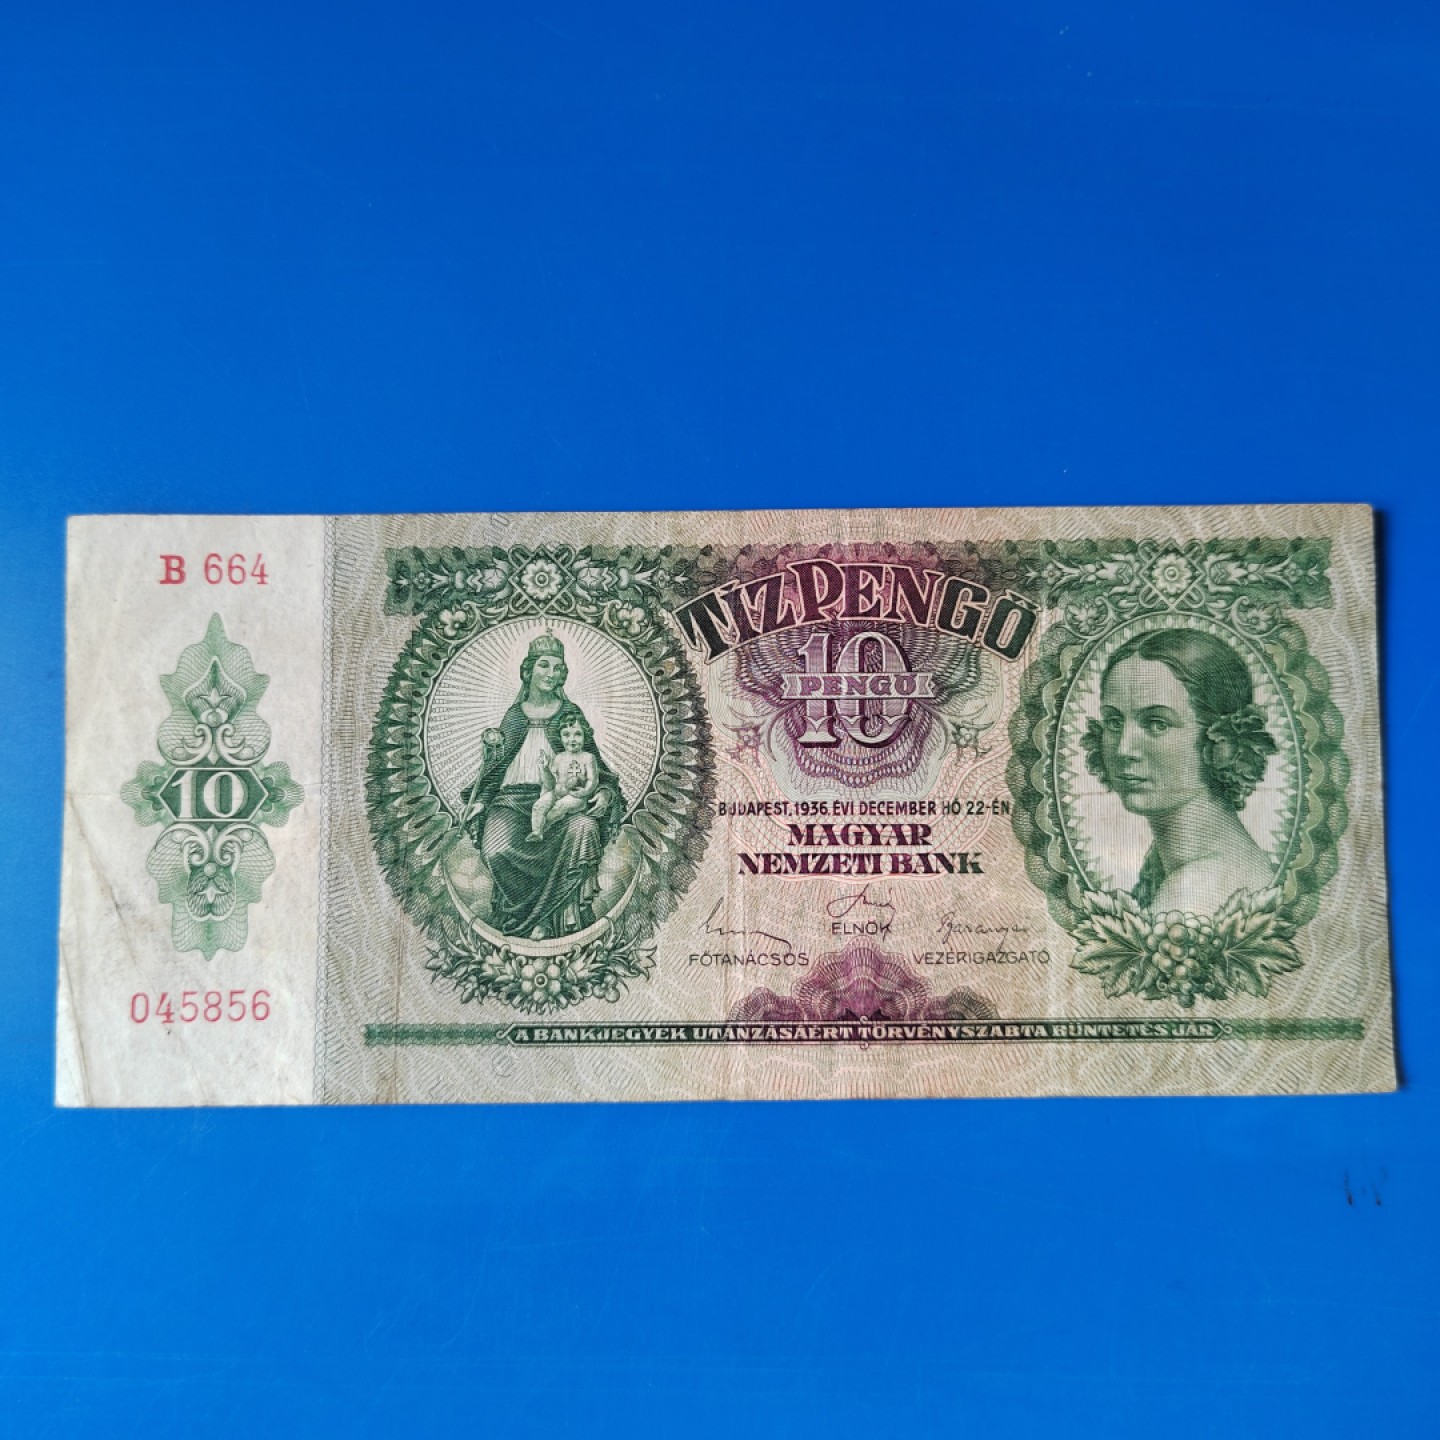 B 664
10
045856
TÍZ PENGŐ
10
PENGŐ
BUDAPEST, 1936. ÉVI DECEMBER HÓ 22-ÉN
MAGYAR
NEMZETI BANK
ELNÖK
FŐTANÁCSOS VEZÉRIGAZGATÓ
A BANKJEGYEK UTÁNZÁSÁÉRT TÖRVÉNYSZABTA BÜNTETÉS JÁR